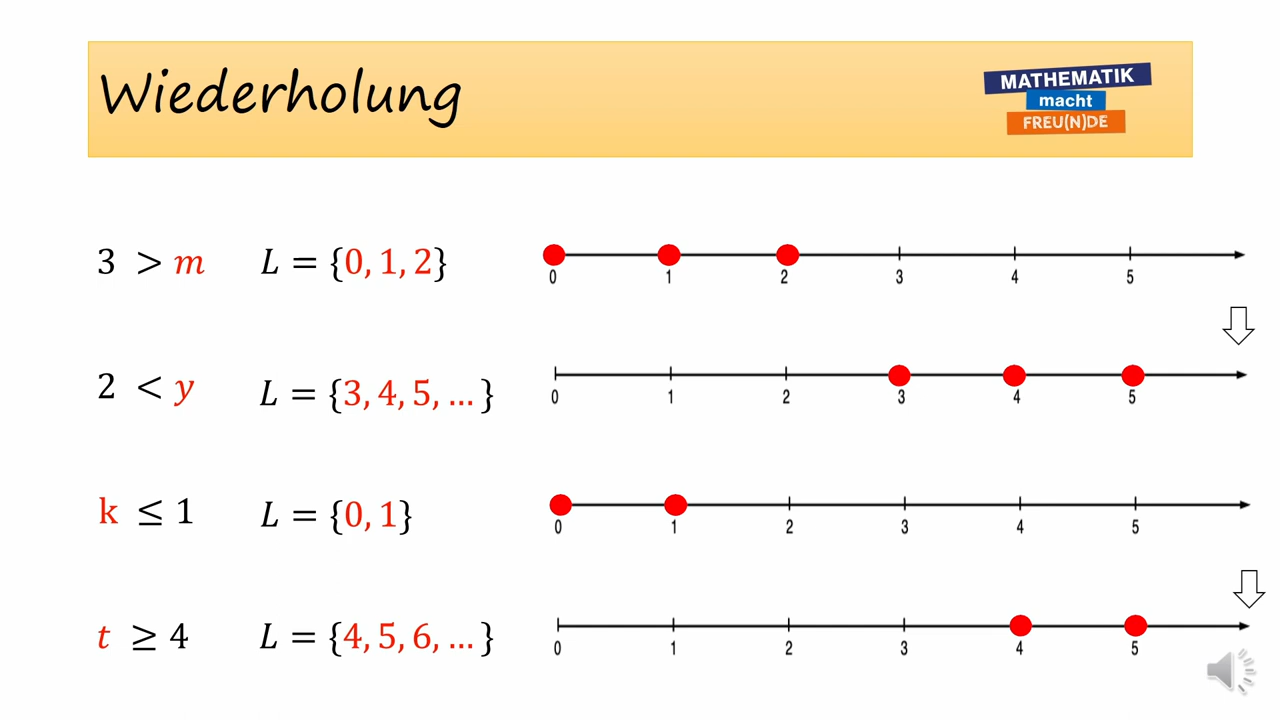 Wiederholung
MATHEMATIK
macht
FREU(N)DE
3 > m L = {0, 1, 2}
0 1 2 3 4 5
2 < y L = {3, 4, 5, … }
0 1 2 3 4 5
k ≤ 1 L = {0, 1}
0 1 2 3 4 5
t ≥ 4 L = {4, 5, 6, … }
0 1 2 3 4 5